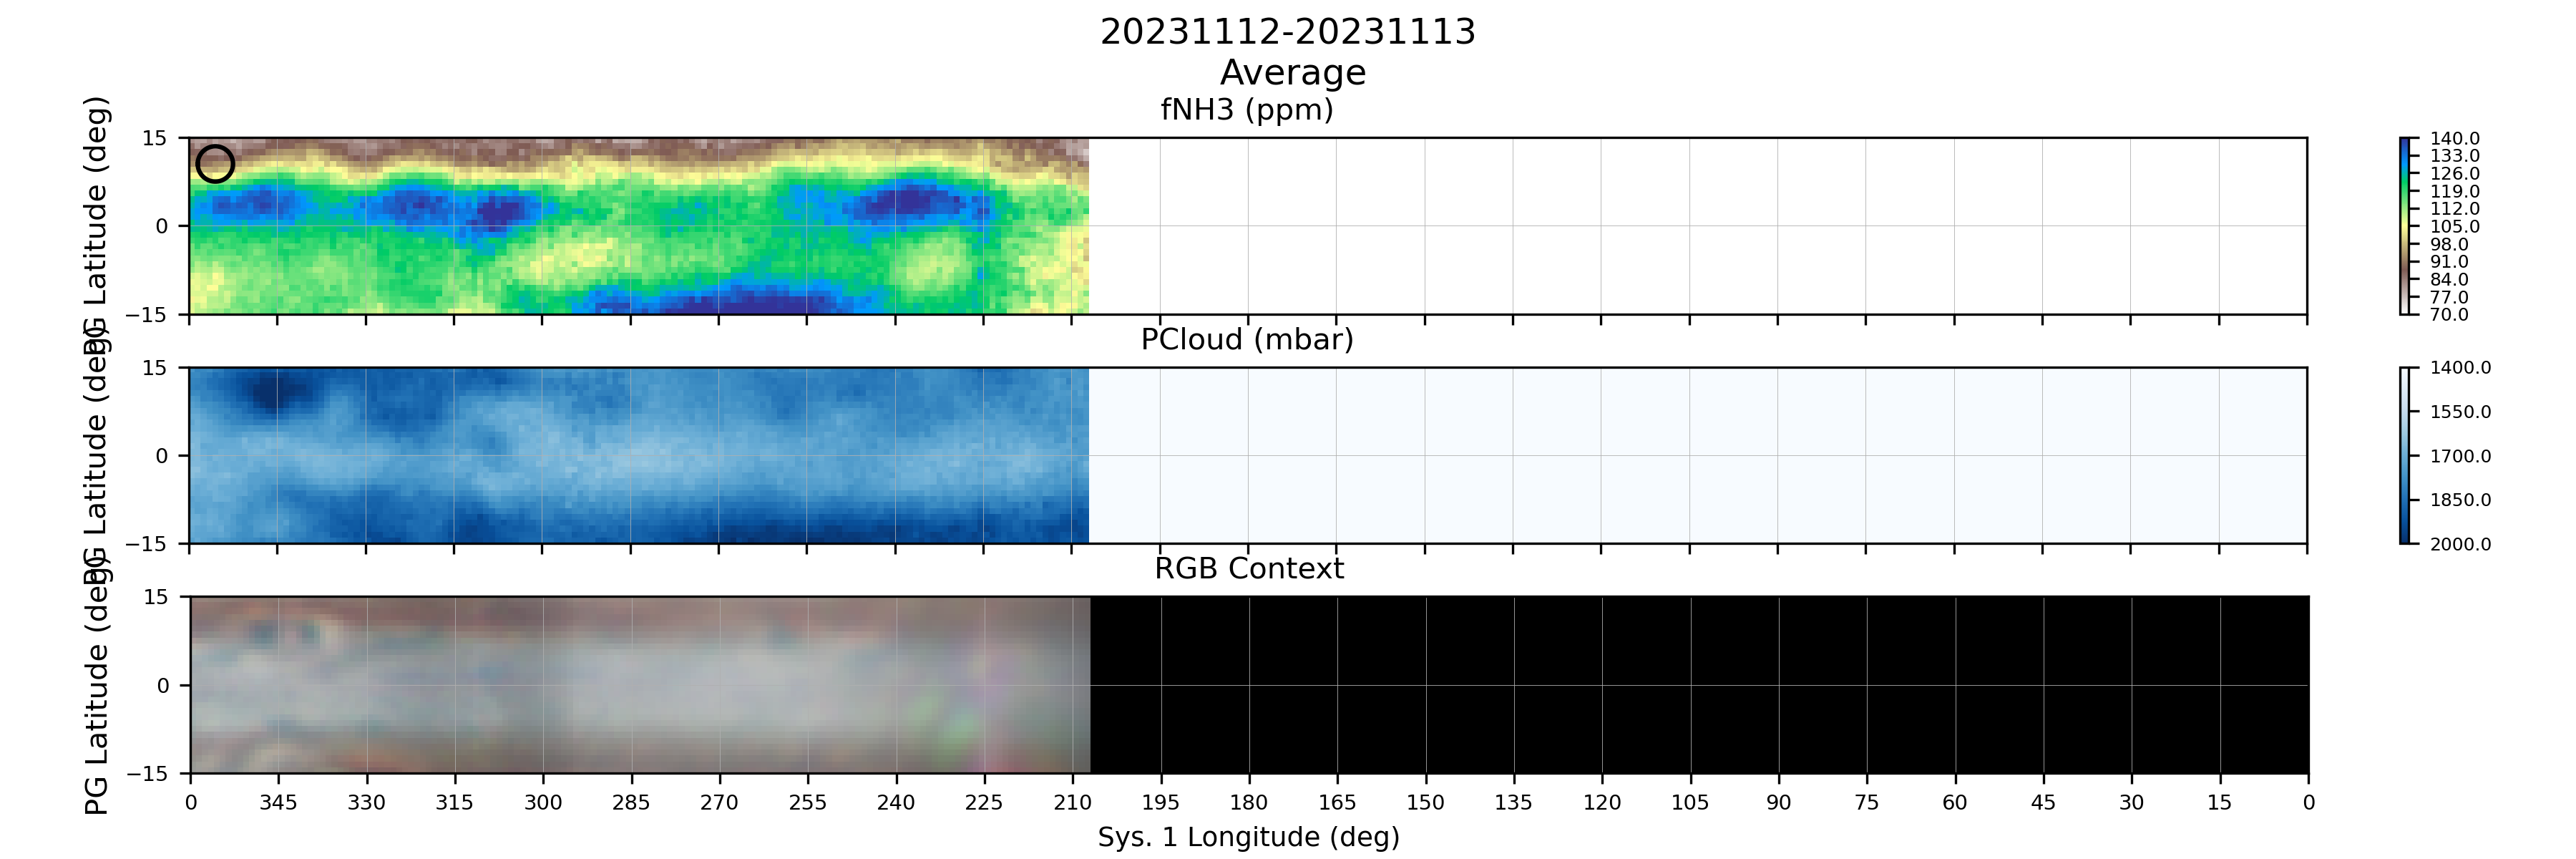 20231112-20231113
Average
fNH3 (ppm)
PG Latitude (deg)
15
0
−15
140.0
133.0
126.0
119.0
112.0
105.0
98.0
91.0
84.0
77.0
70.0
PCloud (mbar)
PG Latitude (deg)
15
0
−15
1400.0
1550.0
1700.0
1850.0
2000.0
RGB Context
PG Latitude (deg)
15
0
−15
0 345 330 315 300 285 270 255 240 225 210 195 180 165 150 135 120 105 90 75 60 45 30 15 0
Sys. 1 Longitude (deg)